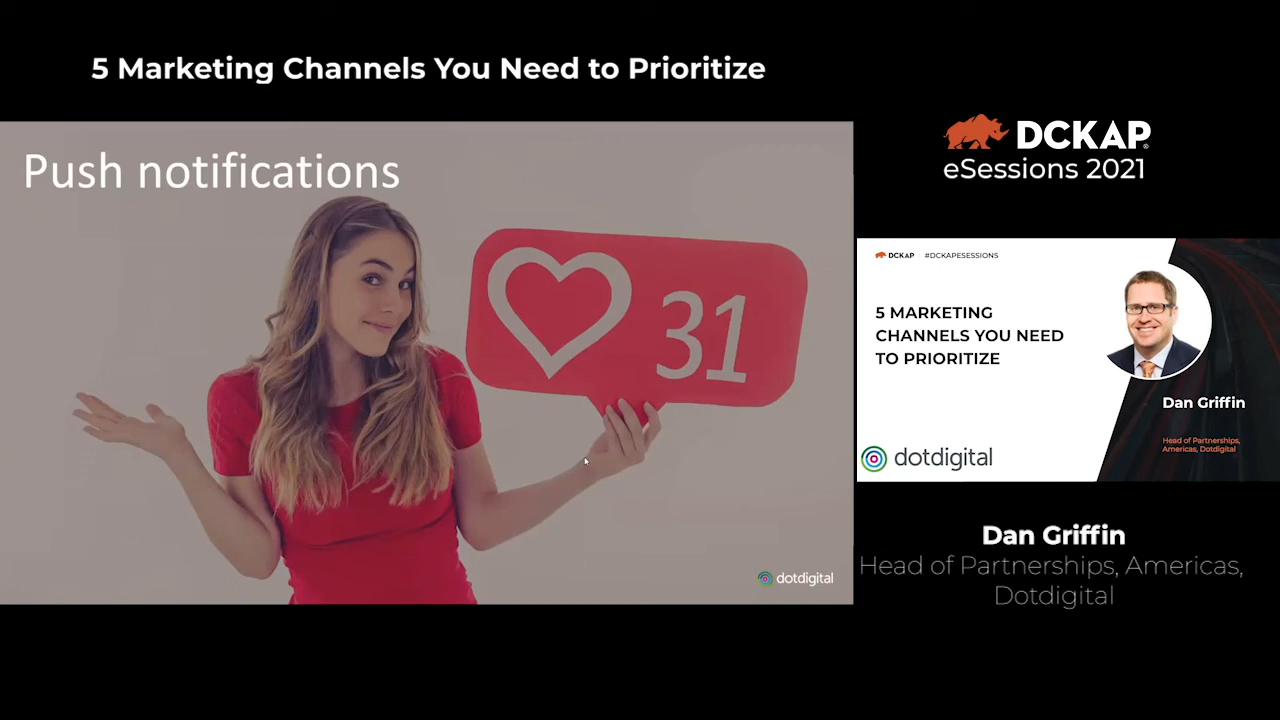 5 Marketing Channels You Need to Prioritize
Push notifications
31
dotdigital
DCKAP
eSessions 2021
DCKAP
#DCKAPESESSIONS
5 MARKETING
CHANNELS YOU NEED
TO PRIORITIZE
Dan Griffin
Head of Partnerships,
Americas, Dotdigital
dotdigital
Dan Griffin
Head of Partnerships, Americas,
Dotdigital